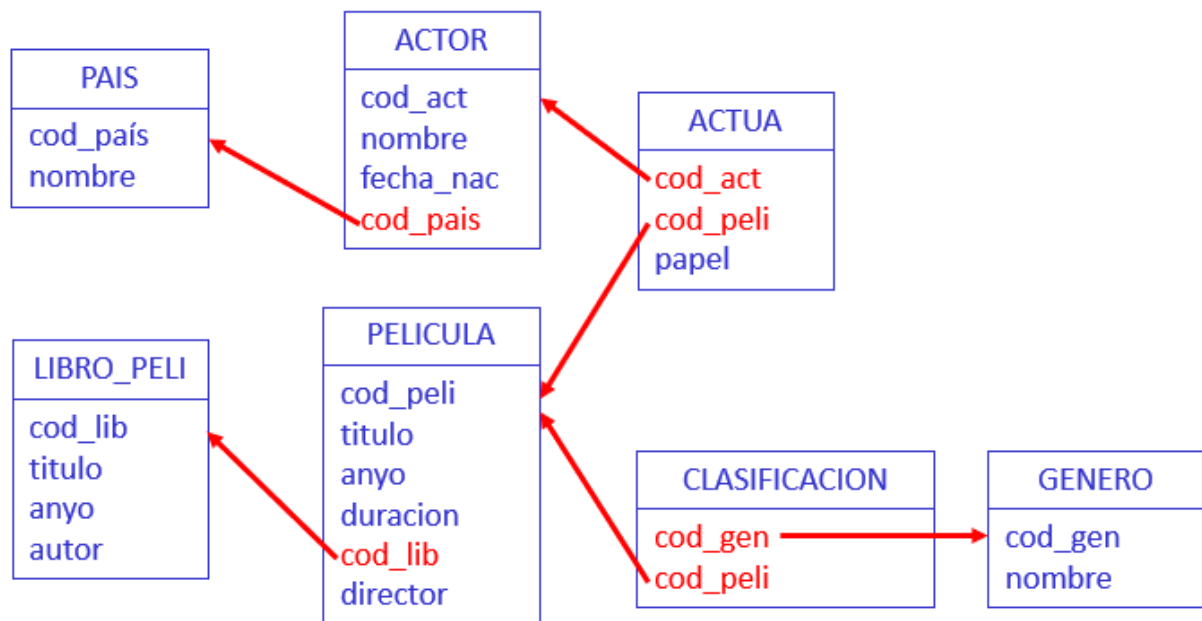 PAIS
cod_país
nombre
ACTOR
cod_act
nombre
fecha_nac
cod_pais
ACTUA
cod_act
cod_peli
papel
LIBRO_PELI
cod_lib
titulo
anyo
autor
PELICULA
cod_peli
titulo
anyo
duracion
cod_lib
director
CLASIFICACION
cod_gen
cod_peli
GENERO
cod_gen
nombre